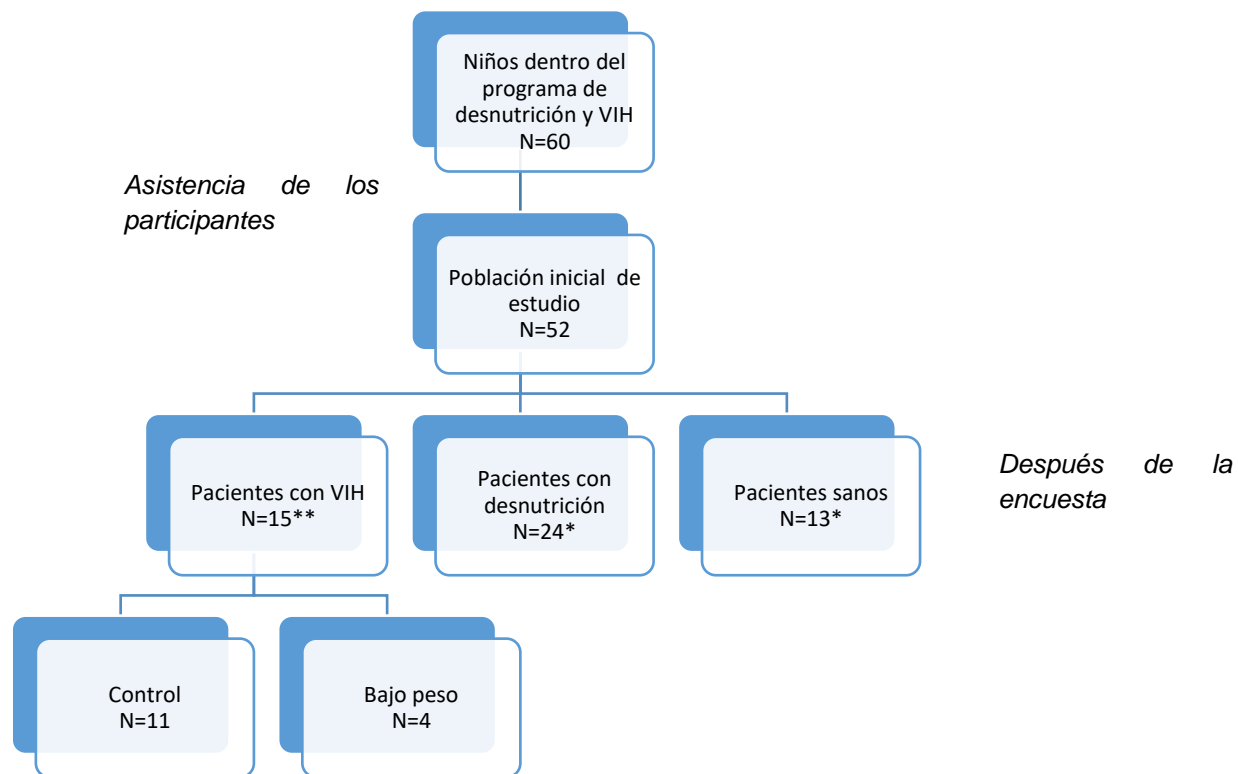 Niños dentro del
programa de
desnutrición y VIH
N=60
Asistencia de los
participantes
Población inicial de
estudio
N=52
Pacientes con VIH
N=15**
Pacientes con
desnutrición
N=24*
Pacientes sanos
N=13*
Después de la
encuesta
Control
N=11
Bajo peso
N=4